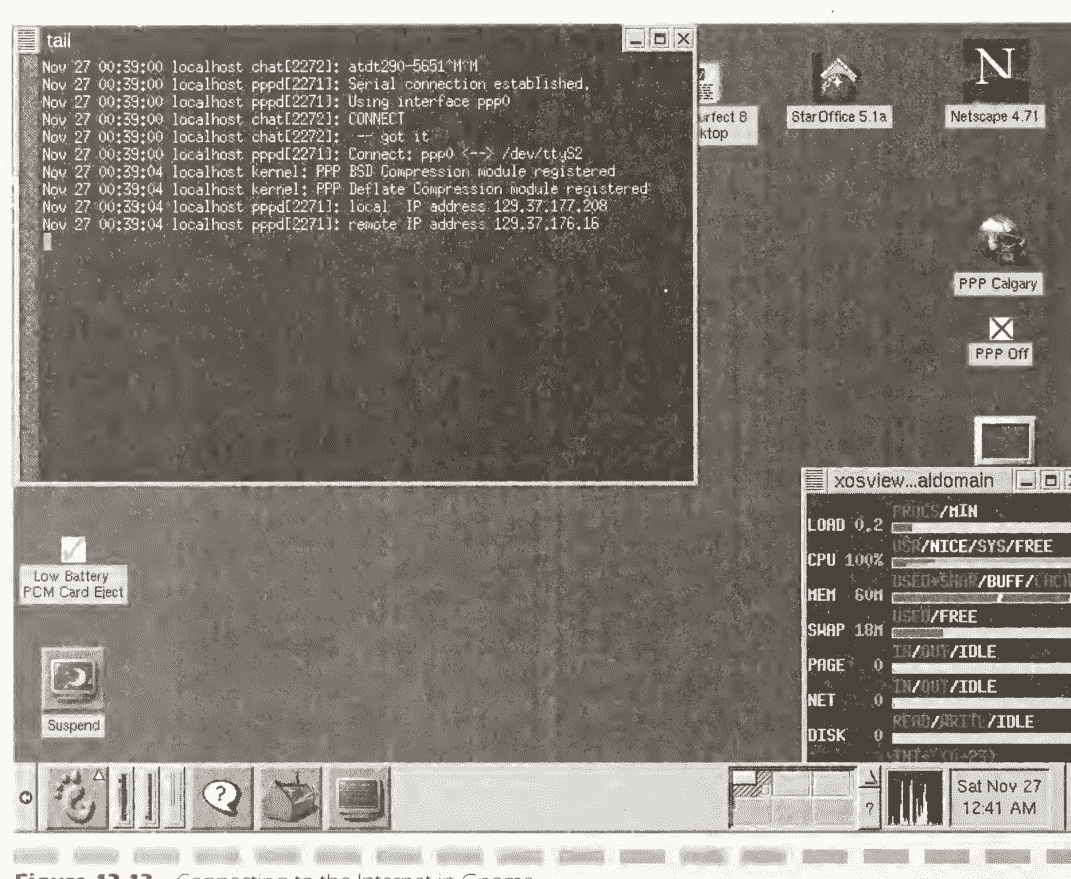 tail
Nov 27 00:39:00 localhost chat[2272]: atdt290-5651^M^M
Nov 27 00:39:00 localhost pppd[2271]: Serial connection established.
Nov 27 00:39:00 localhost pppd[2271]: Using interface ppp0
Nov 27 00:39:00 localhost chat[2272]: CONNECT
Nov 27 00:39:00 localhost chat[2272]: -- got it
Nov 27 00:39:00 localhost pppd[2271]: Connect: ppp0 <--> /dev/ttyS2
Nov 27 00:39:04 localhost kernel: PPP BSD Compression module registered
Nov 27 00:39:04 localhost kernel: PPP Deflate Compression module registered
Nov 27 00:39:04 localhost pppd[2271]: local  IP address 129.37.177.208
Nov 27 00:39:04 localhost pppd[2271]: remote IP address 129.37.176.16
urfect 8
ktop
StarOffice 5.1a
Netscape 4.71
N
PPP Calgary
PPP Off
Low Battery
PCM Card Eject
Suspend
xosview...aldomain
PROCS/MIN
LOAD 0.2
USR/NICE/SYS/FREE
CPU 100%
USED+SHAR/BUFF/CACH
MEM 60M
USED/FREE
SWAP 18M
IN/OUT/IDLE
PAGE 0
IN/OUT/IDLE
NET 0
READ/WRITE/IDLE
DISK 0
?
?
Sat Nov 27
12:41 AM
Figure 13.13 Connecting to the Internet in Gnome